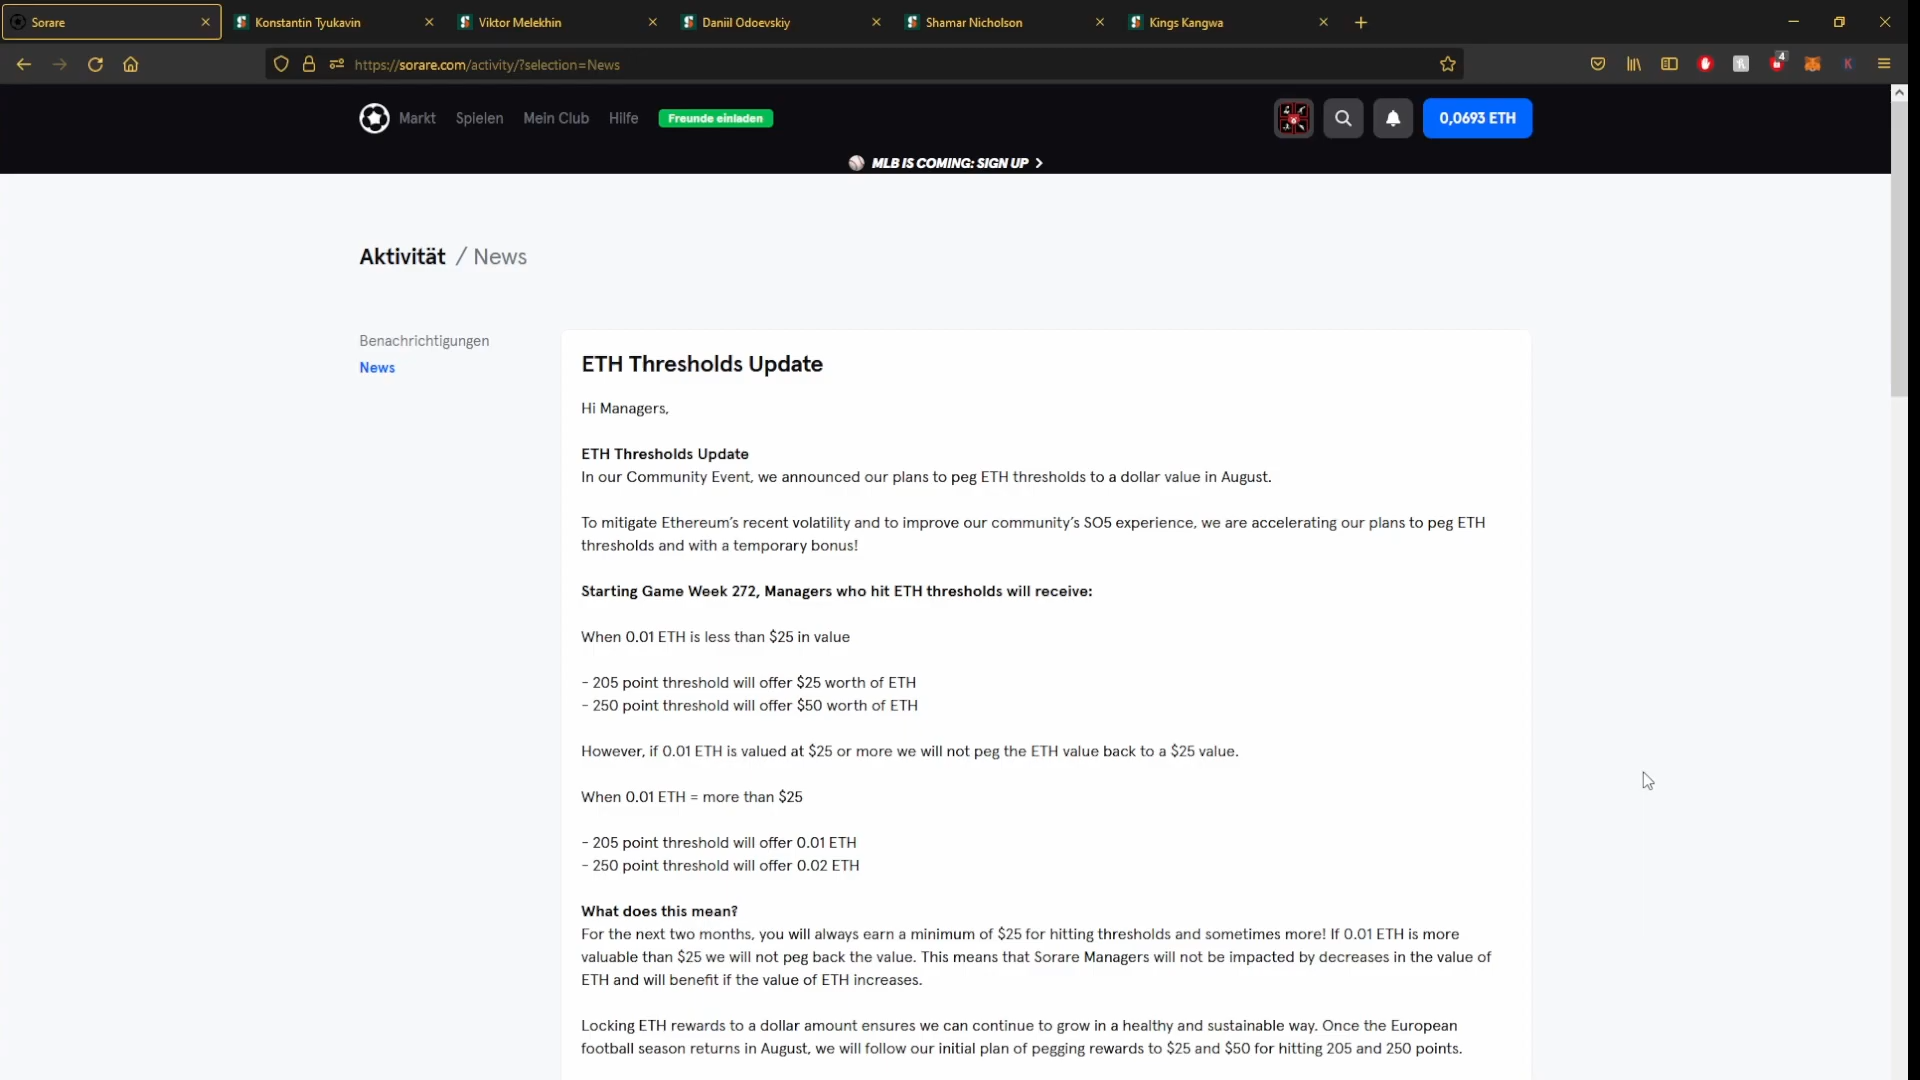 Sorare
Konstantin Tyukavin
Viktor Melekhin
Daniil Odoevskiy
Shamar Nicholson
Kings Kangwa
https://sorare.com/activity/?selection=News
4
K
Markt
Spielen
Mein Club
Hilfe
Freunde einladen
0,0693 ETH
MLB IS COMING: SIGN UP
Aktivität / News
Benachrichtigungen
News
ETH Thresholds Update
Hi Managers,
ETH Thresholds Update
In our Community Event, we announced our plans to peg ETH thresholds to a dollar value in August.
To mitigate Ethereum’s recent volatility and to improve our community’s SO5 experience, we are accelerating our plans to peg ETH
thresholds and with a temporary bonus!
Starting Game Week 272, Managers who hit ETH thresholds will receive:
When 0.01 ETH is less than $25 in value
- 205 point threshold will offer $25 worth of ETH
- 250 point threshold will offer $50 worth of ETH
However, if 0.01 ETH is valued at $25 or more we will not peg the ETH value back to a $25 value.
When 0.01 ETH = more than $25
- 205 point threshold will offer 0.01 ETH
- 250 point threshold will offer 0.02 ETH
What does this mean?
For the next two months, you will always earn a minimum of $25 for hitting thresholds and sometimes more! If 0.01 ETH is more
valuable than $25 we will not peg back the value. This means that Sorare Managers will not be impacted by decreases in the value of
ETH and will benefit if the value of ETH increases.
Locking ETH rewards to a dollar amount ensures we can continue to grow in a healthy and sustainable way. Once the European
football season returns in August, we will follow our initial plan of pegging rewards to $25 and $50 for hitting 205 and 250 points.